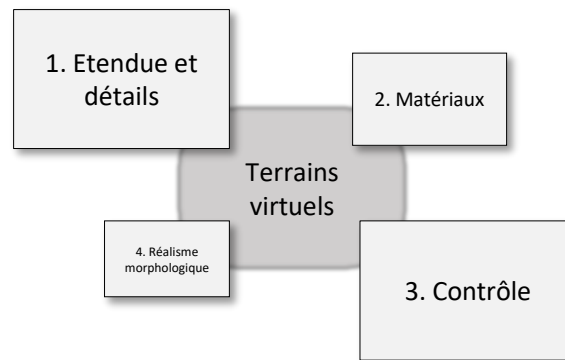 1. Etendue et
détails
2. Matériaux
Terrains
virtuels
4. Réalisme
morphologique
3. Contrôle